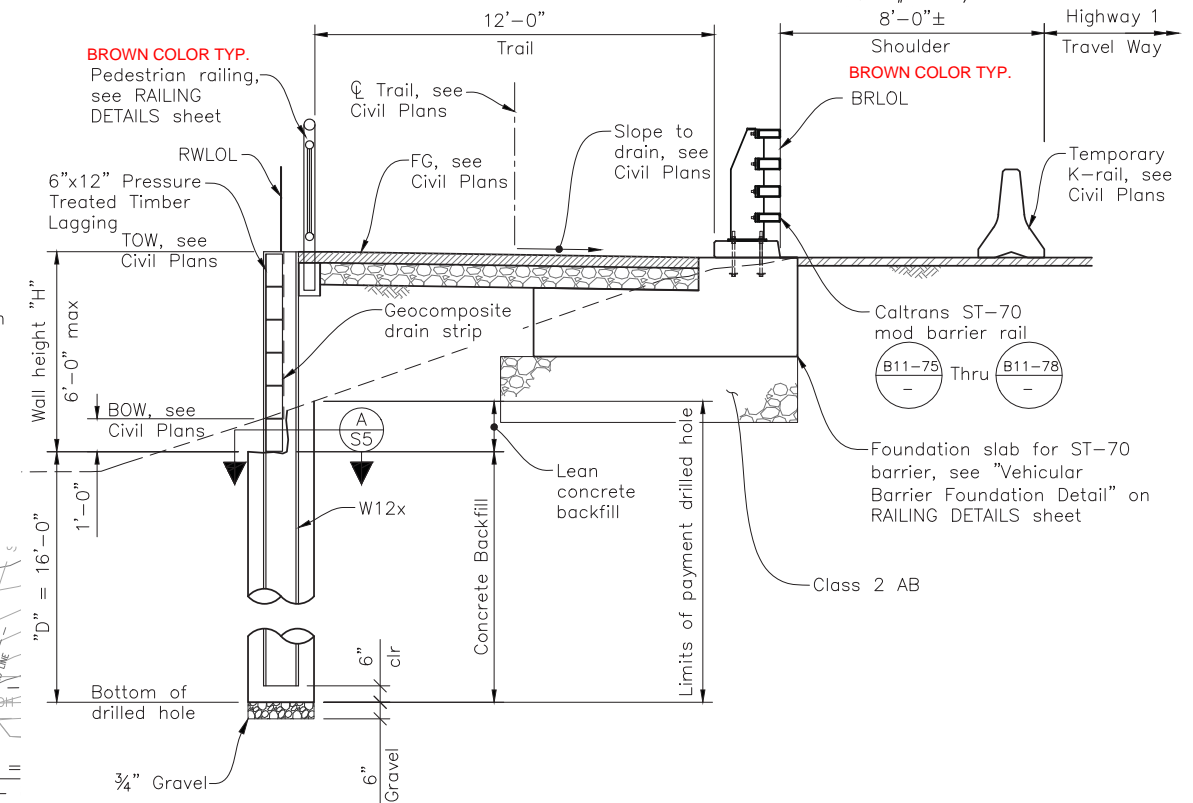 12'-0"
Trail
8'-0"±
Shoulder
Highway 1
Travel Way
BROWN COLOR TYP.
Pedestrian railing,
see RAILING
DETAILS sheet
℄ Trail, see
Civil Plans
BROWN COLOR TYP.
BRLOL
RWLOL
FG, see
Civil Plans
Slope to
drain, see
Civil Plans
Temporary
K-rail, see
Civil Plans
6"x12" Pressure
Treated Timber
Lagging
TOW, see
Civil Plans
Wall height "H"
6'-0" max
Geocomposite
drain strip
Caltrans ST-70
mod barrier rail
B11-75
-
Thru
B11-78
-
BOW, see
Civil Plans
A
S5
1'-0"
Lean
concrete
backfill
Foundation slab for ST-70
barrier, see "Vehicular
Barrier Foundation Detail" on
RAILING DETAILS sheet
W12x
"D" = 16'-0"
Concrete Backfill
Limits of payment drilled hole
Class 2 AB
6"
clr
Bottom of
drilled hole
¾" Gravel
6"
Gravel